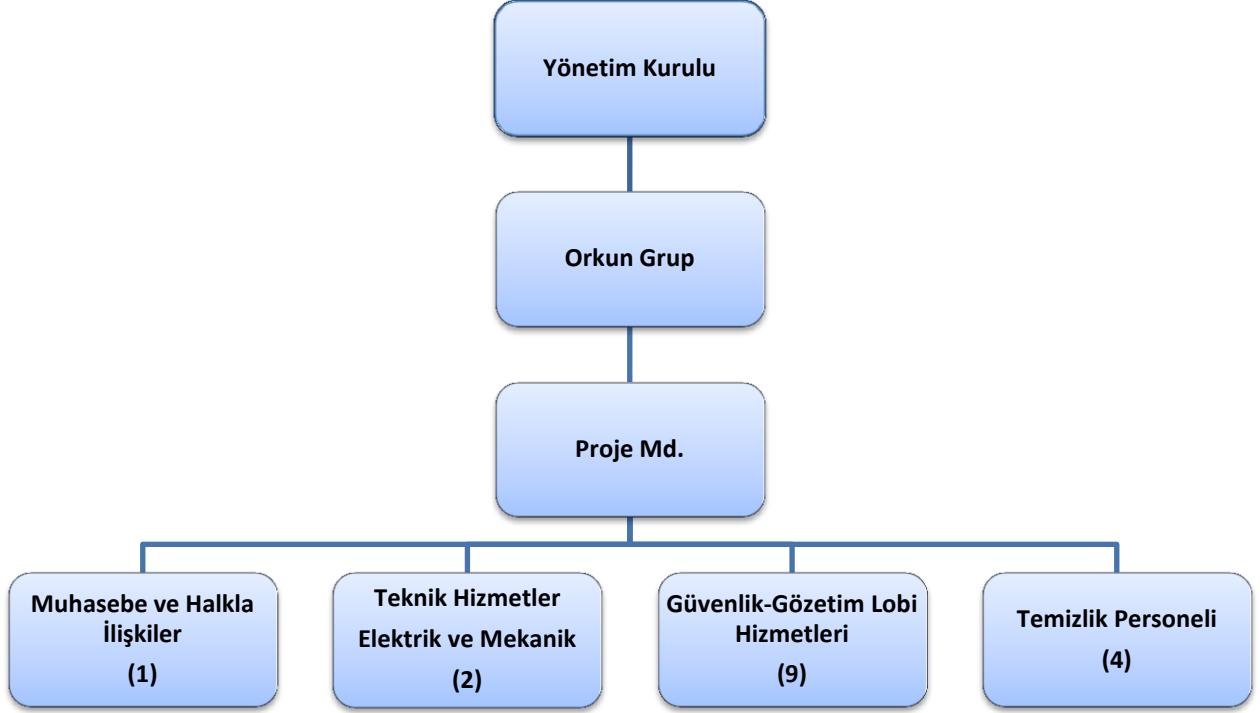 Yönetim Kurulu
Orkun Grup
Proje Md.
Muhasebe ve Halkla
İlişkiler
(1)
Teknik Hizmetler
Elektrik ve Mekanik
(2)
Güvenlik-Gözetim Lobi
Hizmetleri
(9)
Temizlik Personeli
(4)